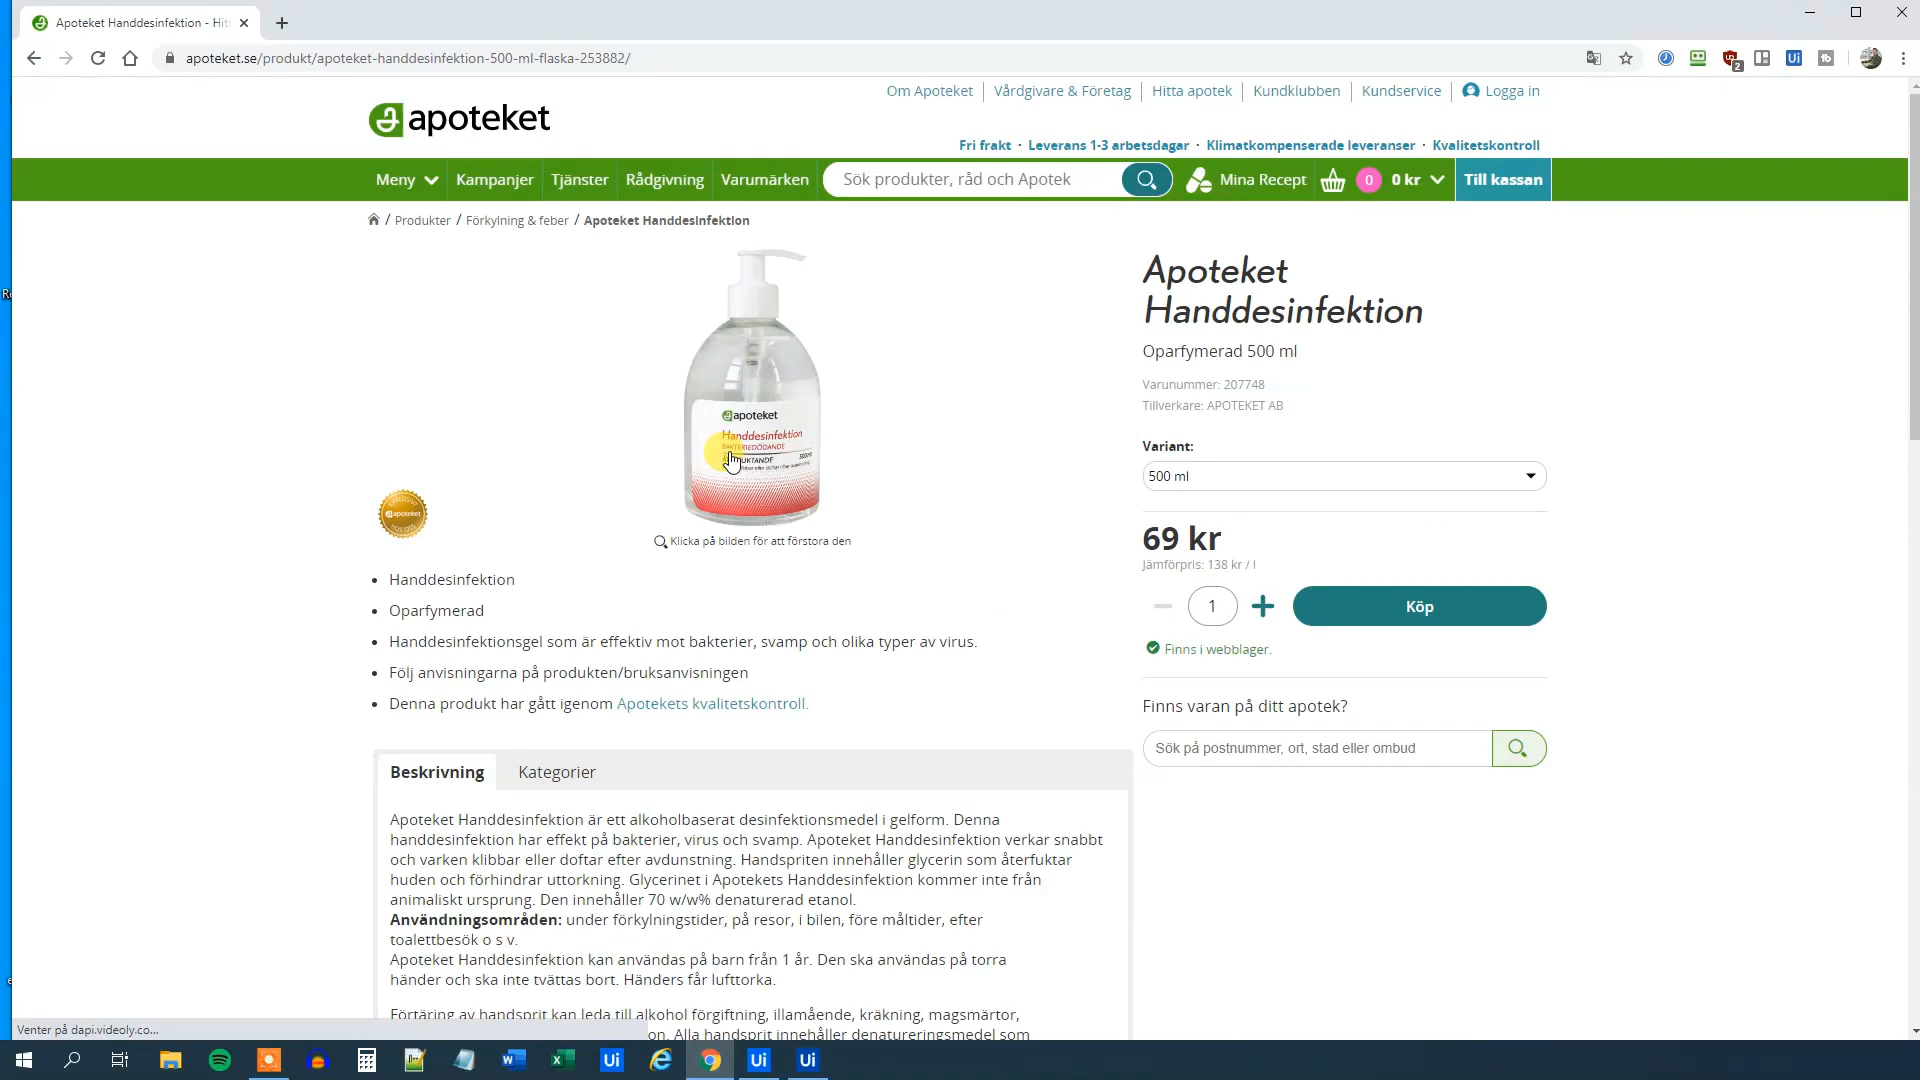 Apoteket Handdesinfektion - Hit
apoteket.se/produkt/apoteket-handdesinfektion-500-ml-flaska-253882/
2
Om Apoteket
Vårdgivare & Företag
Hitta apotek
Kundklubben
Kundservice
Logga in
apoteket
Fri frakt · Leverans 1-3 arbetsdagar · Klimatkompenserade leveranser · Kvalitetskontroll
Meny
Kampanjer
Tjänster
Rådgivning
Varumärken
Sök produkter, råd och Apotek
Mina Recept
0
0 kr
Till kassan
/ Produkter / Förkylning & feber / Apoteket Handdesinfektion
apoteket
Handdesinfektion
BAKTERIEDÖDANDE
500ml
apoteket
Klicka på bilden för att förstora den
Handdesinfektion
Oparfymerad
Handdesinfektionsgel som är effektiv mot bakterier, svamp och olika typer av virus.
Följ anvisningarna på produkten/bruksanvisningen
Denna produkt har gått igenom Apotekets kvalitetskontroll.
Apoteket
Handdesinfektion
Oparfymerad 500 ml
Varunummer: 207748
Tillverkare: APOTEKET AB
Variant:
500 ml
69 kr
Jämförpris: 138 kr / l
1
Köp
Finns i webblager.
Finns varan på ditt apotek?
Sök på postnummer, ort, stad eller ombud
Beskrivning
Kategorier
Apoteket Handdesinfektion är ett alkoholbaserat desinfektionsmedel i gelform. Denna
handdesinfektion har effekt på bakterier, virus och svamp. Apoteket Handdesinfektion verkar snabbt
och varken klibbar eller doftar efter avdunstning. Handspriten innehåller glycerin som återfuktar
huden och förhindrar uttorkning. Glycerinet i Apotekets Handdesinfektion kommer inte från
animaliskt ursprung. Den innehåller 70 w/w% denaturerad etanol.
Användningsområden: under förkylningstider, på resor, i bilen, före måltider, efter
toalettbesök o s v.
Apoteket Handdesinfektion kan användas på barn från 1 år. Den ska användas på torra
händer och ska inte tvättas bort. Händers får lufttorka.
Förtäring av handsprit kan leda till alkohol förgiftning, illamående, kräkning, magsmärtor,
on. Alla handsprit innehåller denatureringsmedel som
Venter på dapi.videoly.co...